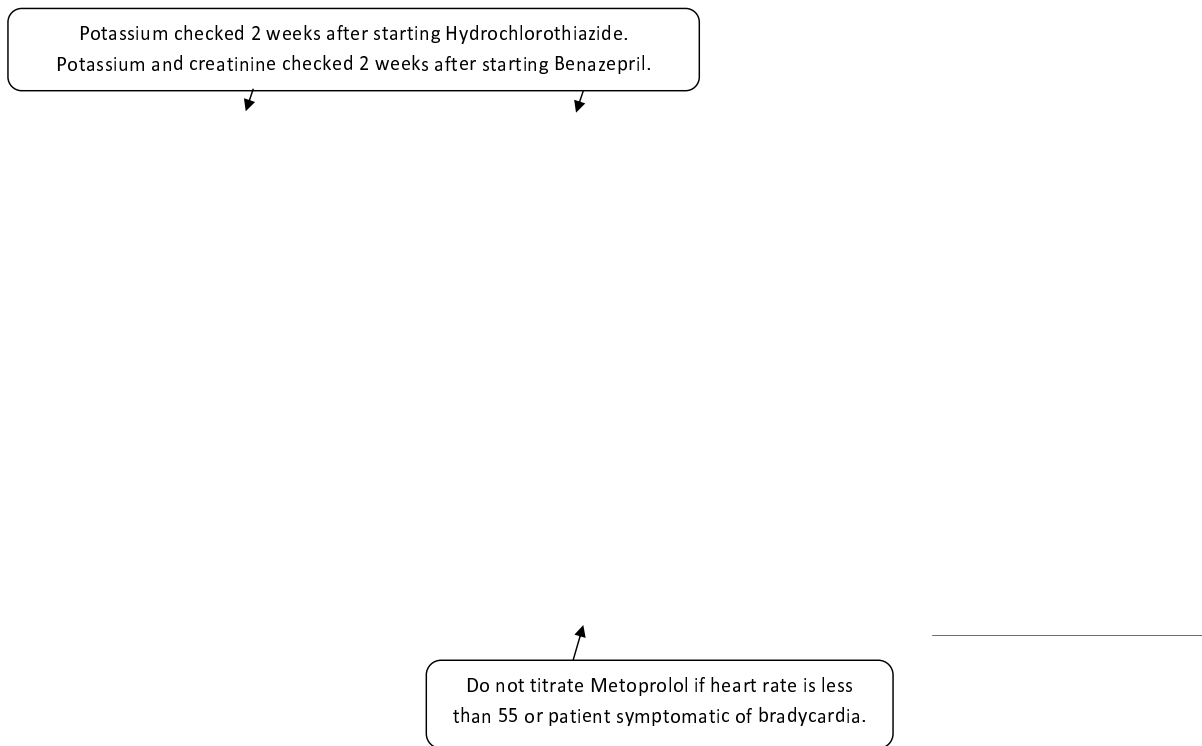 Potassium checked 2 weeks after starting Hydrochlorothiazide.
Potassium and creatinine checked 2 weeks after starting Benazepril.
Do not titrate Metoprolol if heart rate is less
than 55 or patient symptomatic of bradycardia.